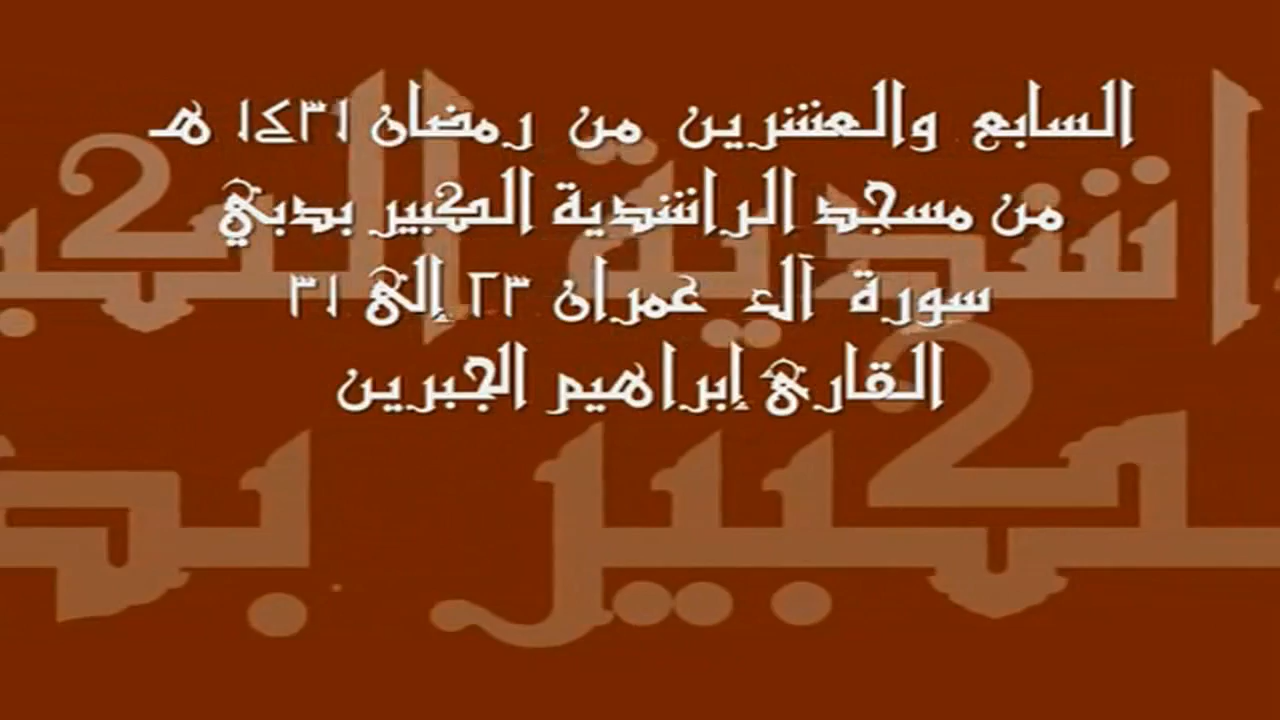 السابع والعشرين من رمضان ١٤٣١ هـ
من مسجد الراشدية الكبير بدبي
سورة آل عمران ٢٣ إلى ٣١
القارئ إبراهيم الجبرين